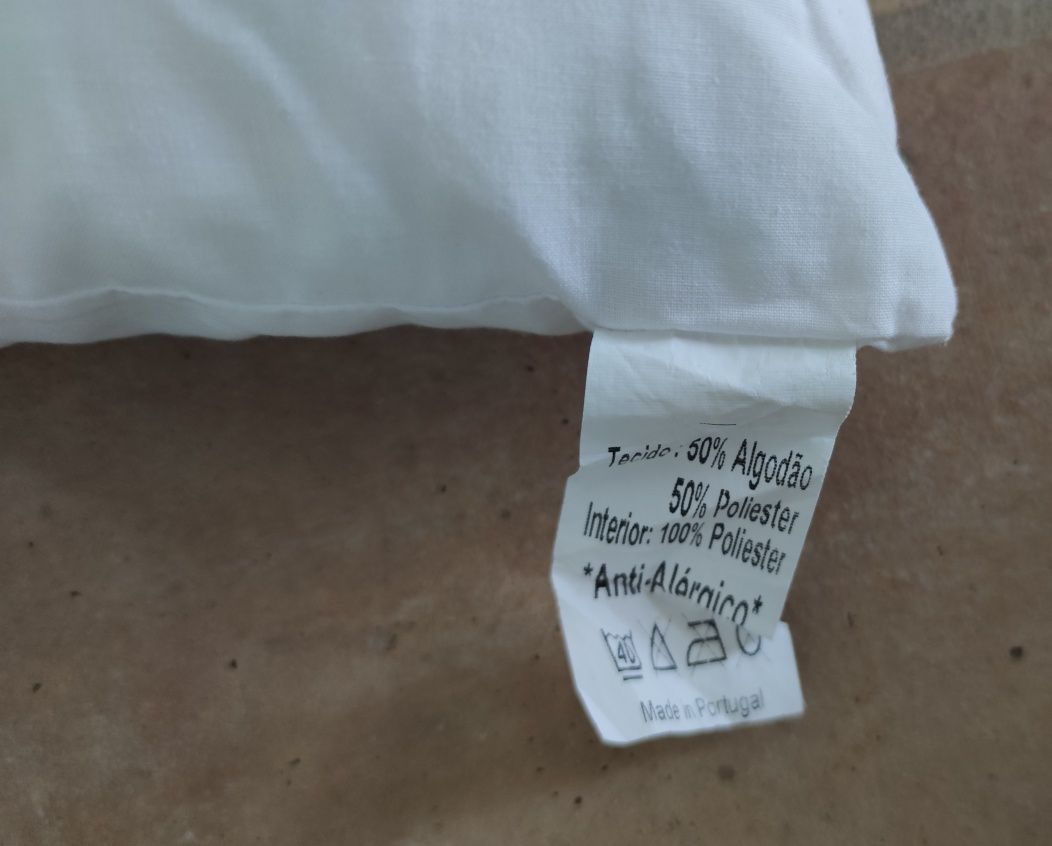 Tecido: 50% Algodão
50% Poliester
Interior: 100% Poliester
*Anti-Alérgico*
40
Made in Portugal